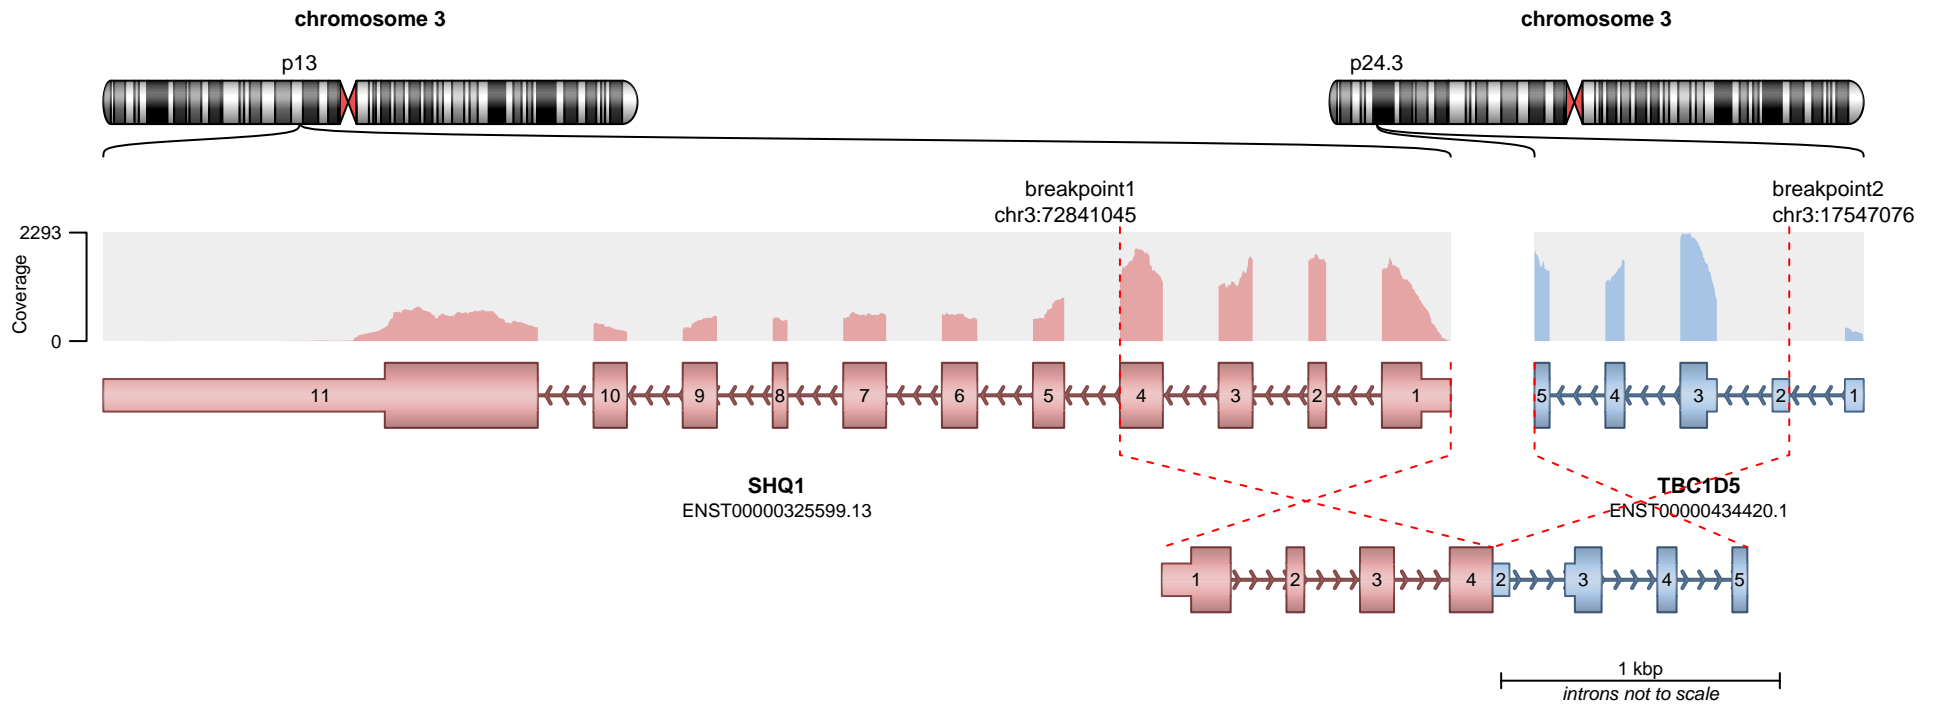 chromosome 3
chromosome 3
p13
p24.3
breakpoint1
chr3:72841045
breakpoint2
chr3:17547076
2293
Coverage
0
11
10
9
8
7
6
5
4
3
2
1
5
4
3
2
1
SHQ1
ENST00000325599.13
TBC1D5
ENST00000434420.1
1
2
3
4
2
3
4
5
1 kbp
introns not to scale